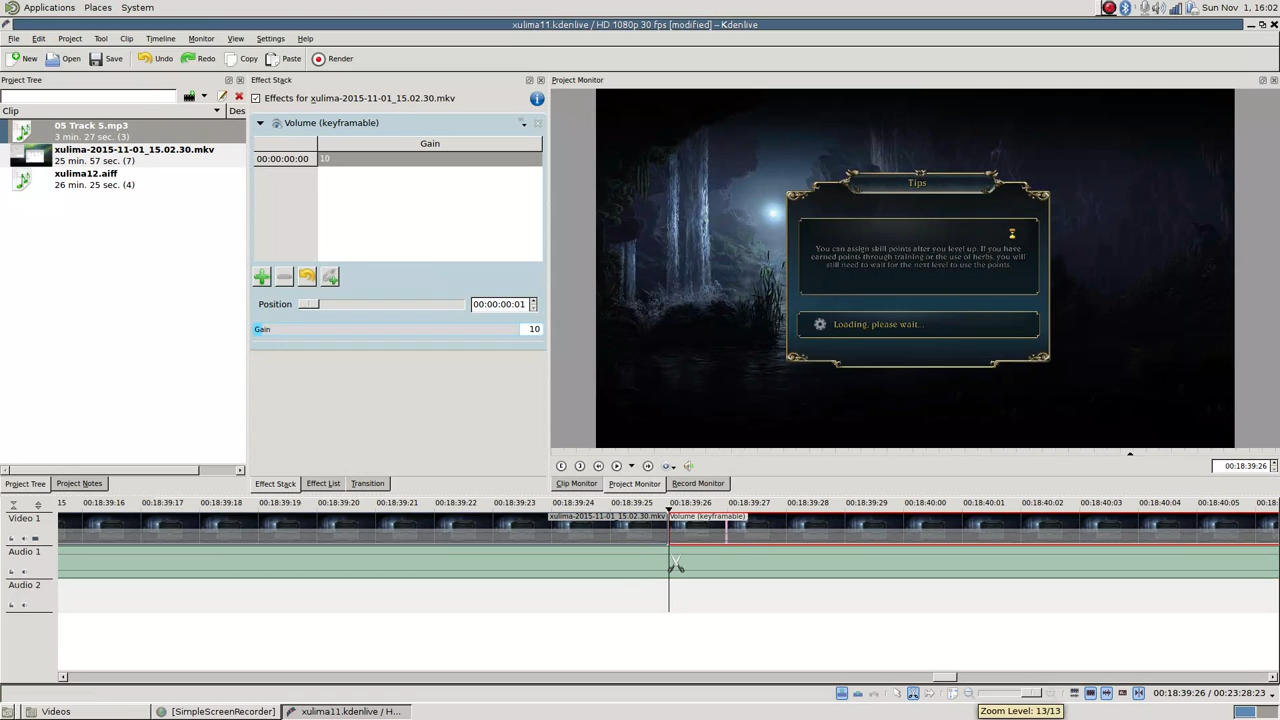 Applications Places System
Sun Nov 1, 16:02
xulima11.kdenlive / HD 1080p 30 fps [modified] – Kdenlive
File Edit Project Tool Clip Timeline Monitor View Settings Help
New Open Save Undo Redo Copy Paste Render
Project Tree
Effect Stack
Project Monitor
Effects for xulima-2015-11-01_15.02.30.mkv
Clip Des
05 Track 5.mp3
3 min. 27 sec. (3)
xulima-2015-11-01_15.02.30.mkv
25 min. 57 sec. (7)
xulima12.aiff
26 min. 25 sec. (4)
Volume (keyframable)
Gain
00:00:00:00 10
Position 00:00:00:01
Gain 10
Tips
You can assign skill points after you level up. If you have
earned points through training or the use of herbs, you will
still need to wait for the next level to use the points.
Loading, please wait...
00:18:39:26
Project Tree Project Notes
Effect Stack Effect List Transition
Clip Monitor Project Monitor Record Monitor
15 00:18:39:16 00:18:39:17 00:18:39:18 00:18:39:19 00:18:39:20 00:18:39:21 00:18:39:22 00:18:39:23 00:18:39:24 00:18:39:25 00:18:39:26 00:18:39:27 00:18:39:28 00:18:39:29 00:18:40:00 00:18:40:01 00:18:40:02 00:18:40:03 00:18:40:04 00:18:40:05 00:18:
Video 1
xulima-2015-11-01_15.02.30.mkv Volume (keyframable)
Audio 1
Audio 2
00:18:39:26 / 00:23:28:23
Zoom Level: 13/13
Videos
[SimpleScreenRecorder]
xulima11.kdenlive / H...